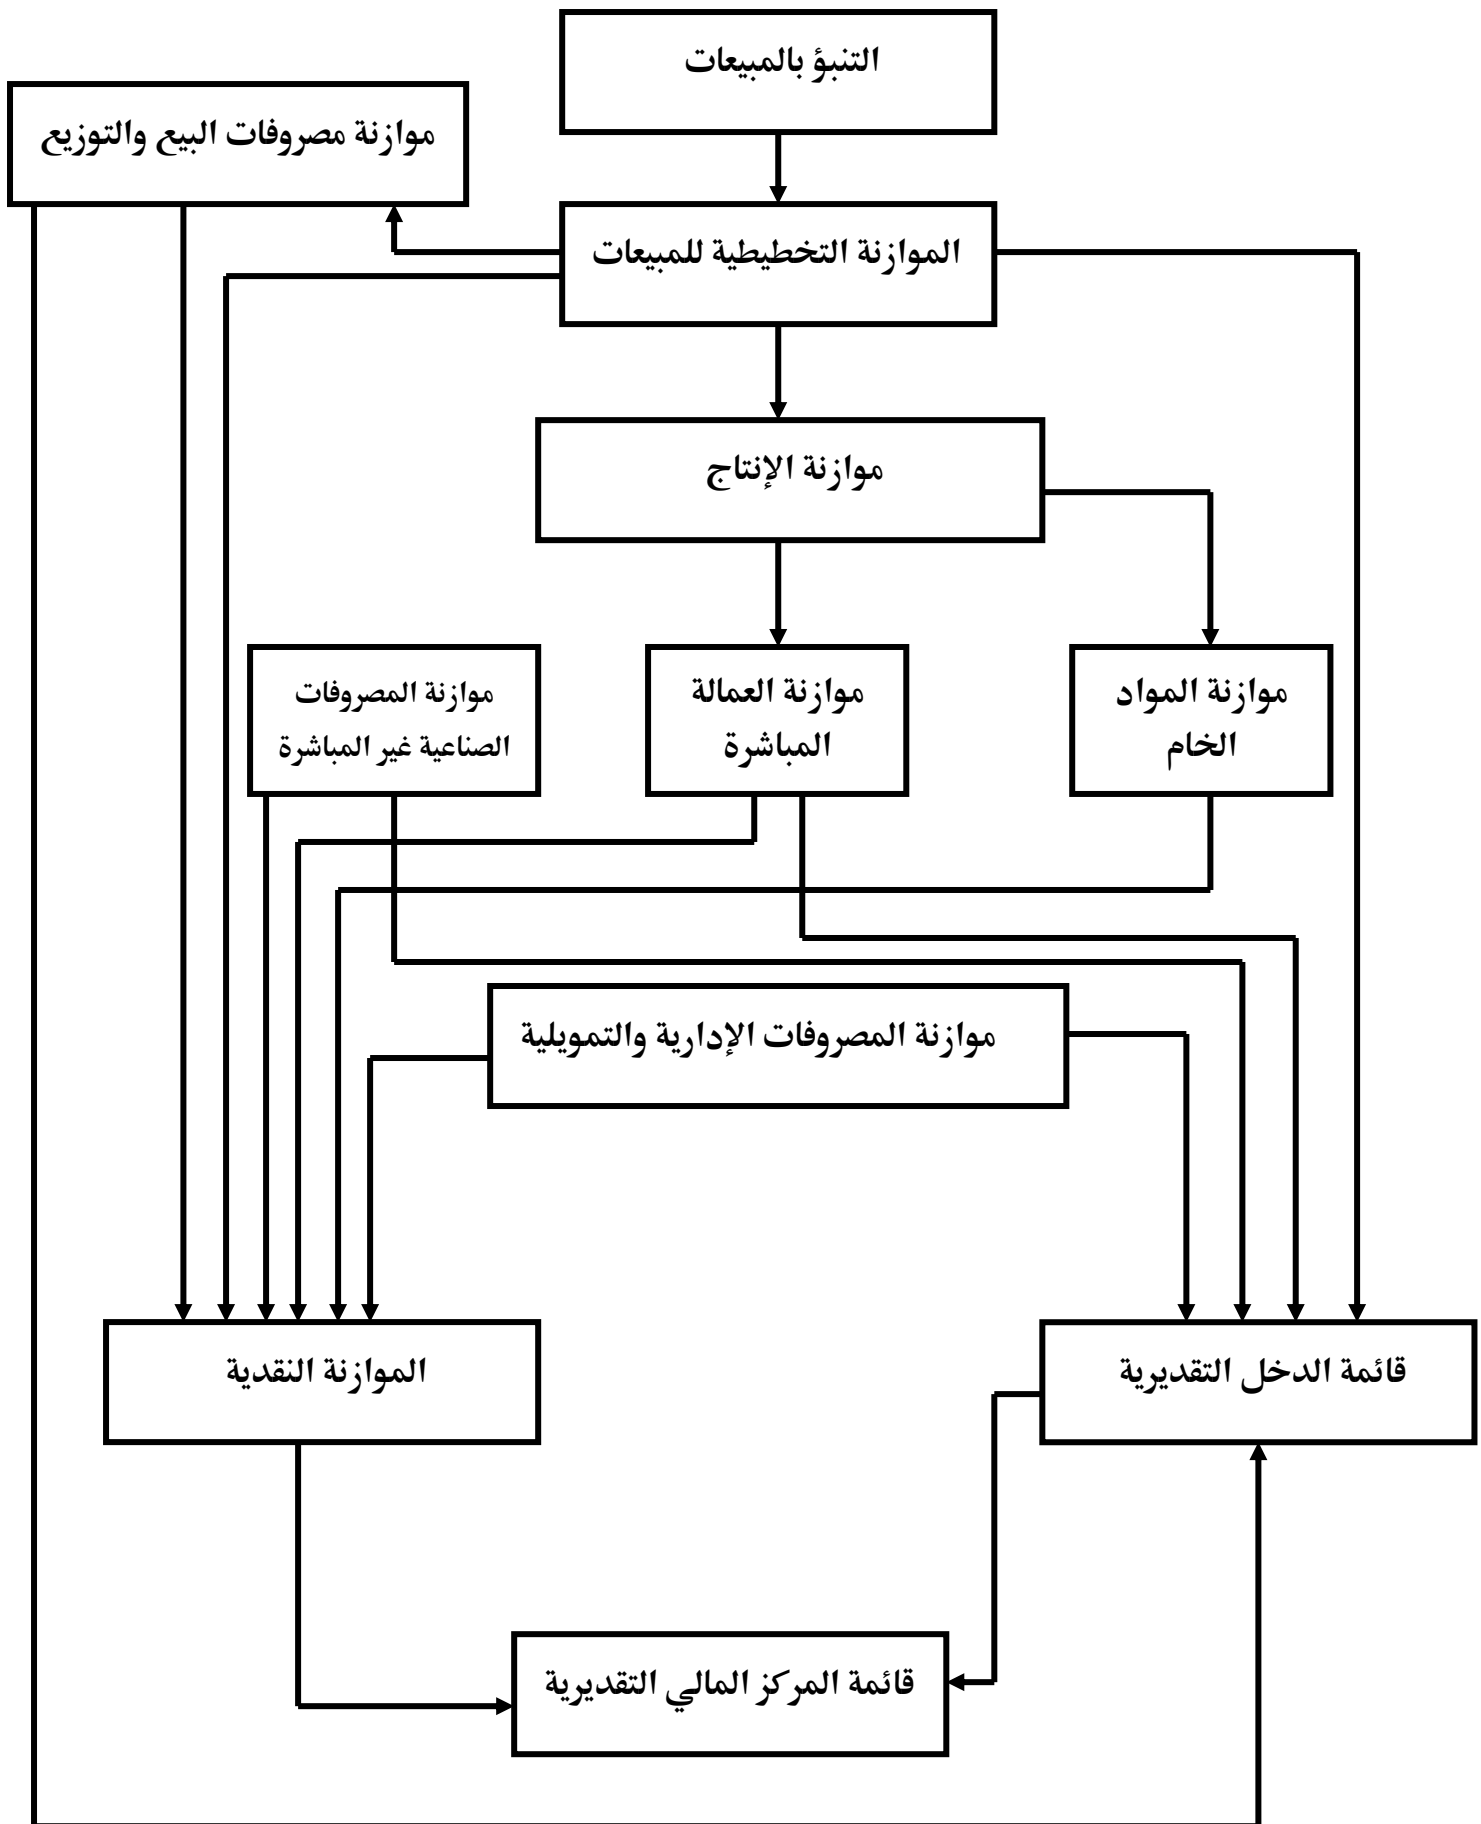 التنبؤ بالمبيعات
موازنة مصروفات البيع والتوزيع
الموازنة التخطيطية للمبيعات
موازنة الإنتاج
موازنة المواد
الخام
موازنة العمالة
المباشرة
موازنة المصروفات
الصناعية غير المباشرة
موازنة المصروفات الإدارية والتمويلية
قائمة الدخل التقديرية
الموازنة النقدية
قائمة المركز المالي التقديرية